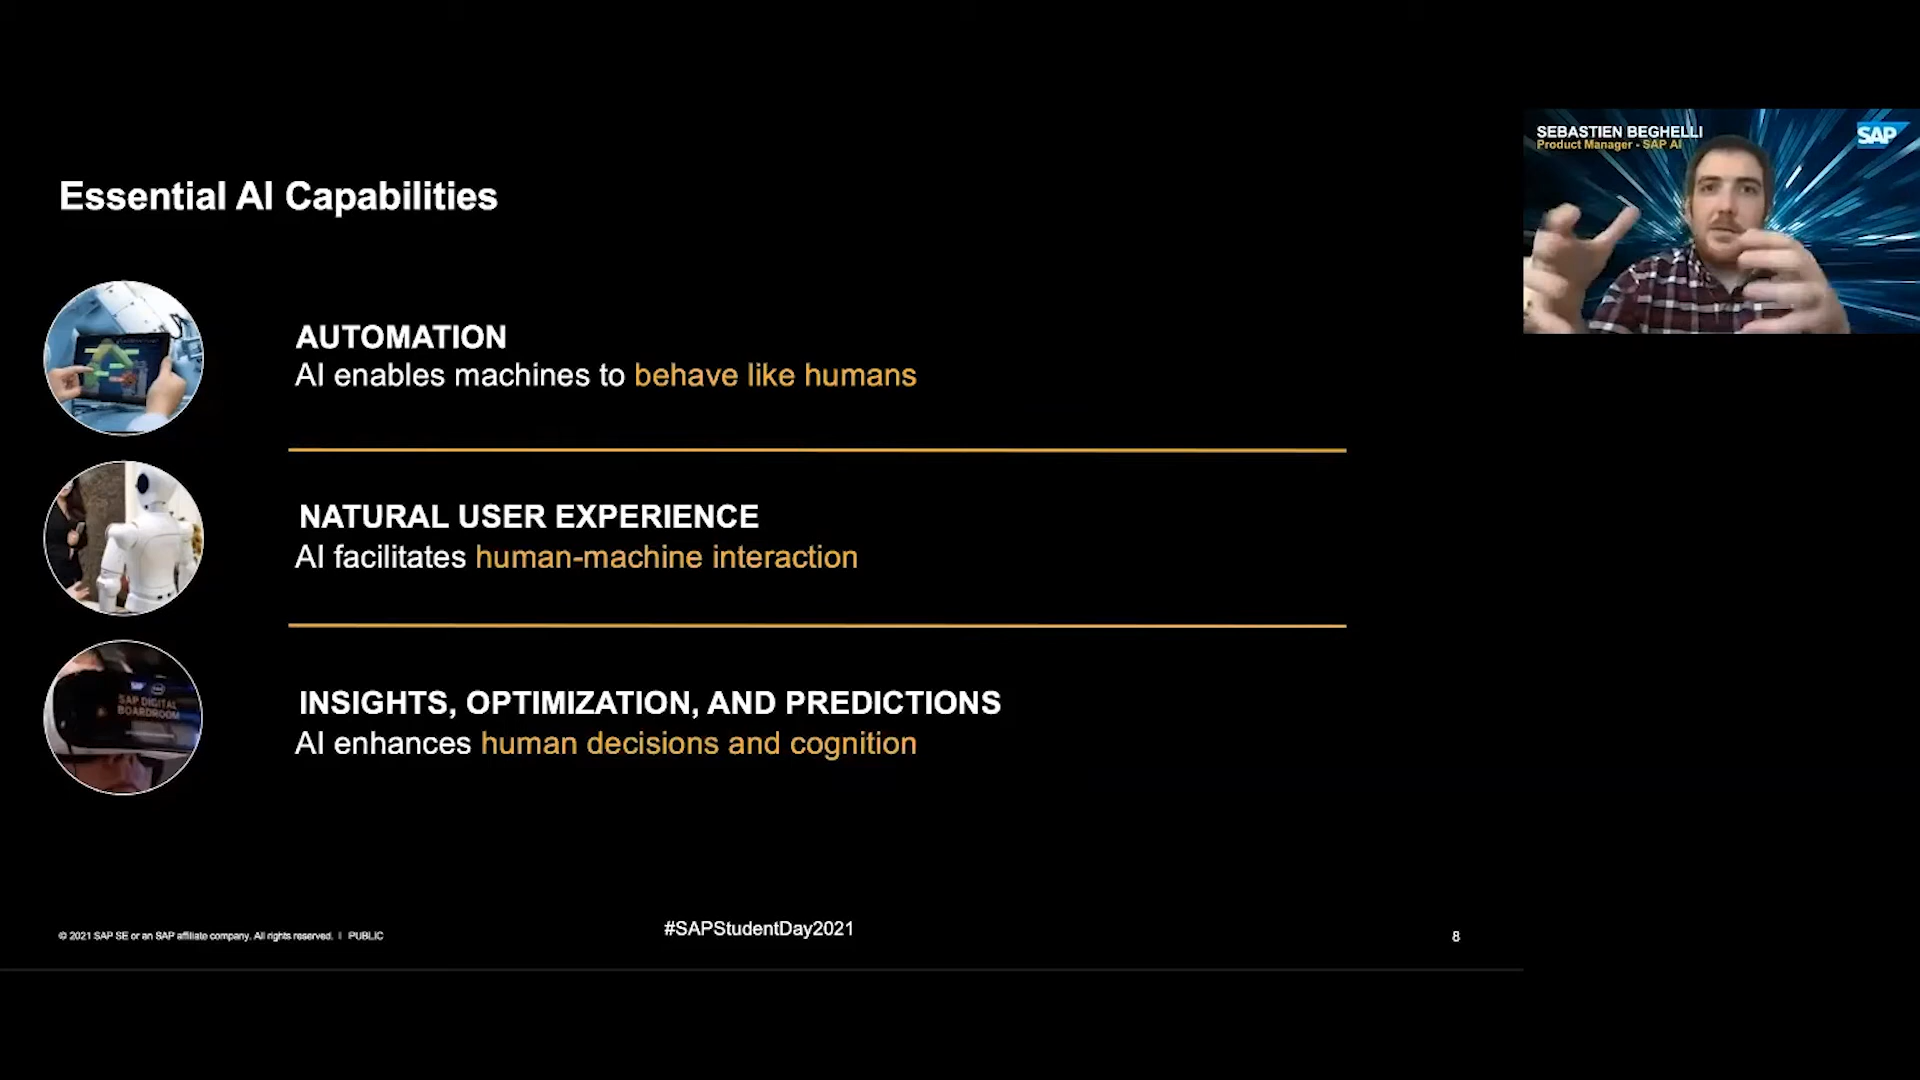 SEBASTIEN BEGHELLI
Product Manager - SAP AI
SAP
Essential AI Capabilities
AUTOMATION
AI enables machines to behave like humans
NATURAL USER EXPERIENCE
AI facilitates human-machine interaction
SAP DIGITAL
BOARDROOM
INSIGHTS, OPTIMIZATION, AND PREDICTIONS
AI enhances human decisions and cognition
© 2021 SAP SE or an SAP affiliate company. All rights reserved. I PUBLIC
#SAPStudentDay2021
8